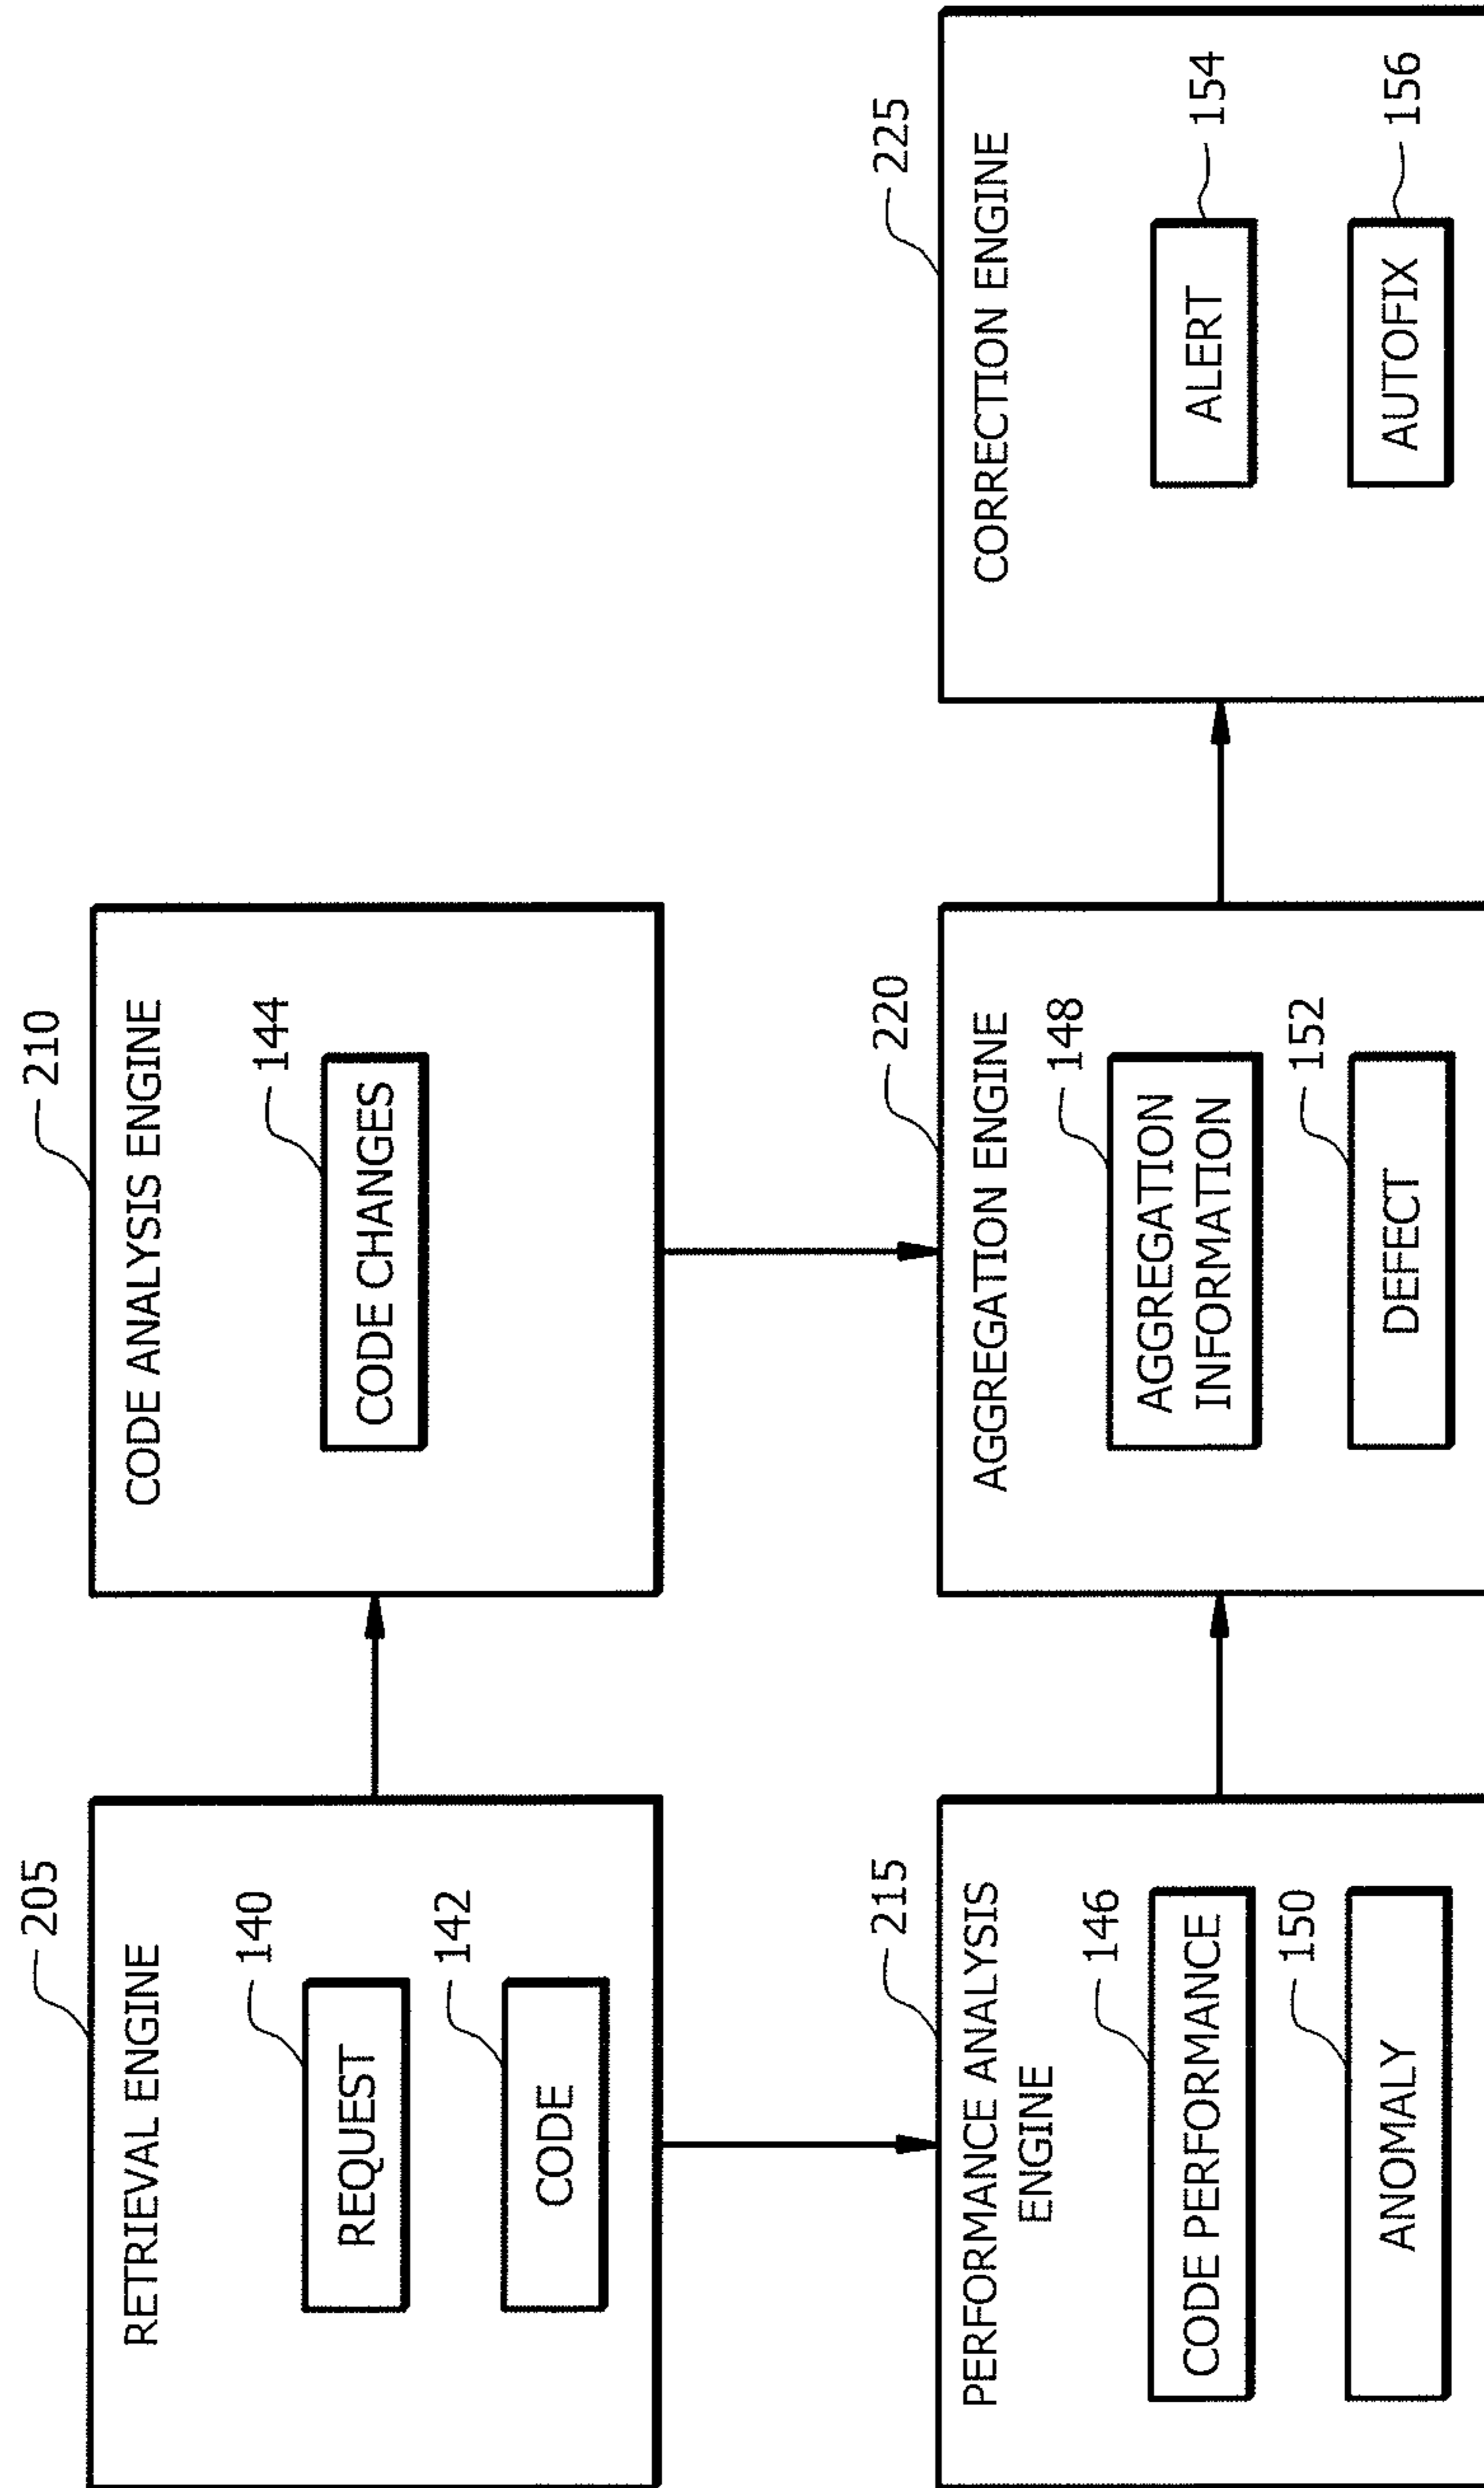 205
RETRIEVAL ENGINE
140
REQUEST
142
CODE
210
CODE ANALYSIS ENGINE
144
CODE CHANGES
215
PERFORMANCE ANALYSIS
ENGINE
146
CODE PERFORMANCE
150
ANOMALY
220
AGGREGATION ENGINE
148
AGGREGATION
INFORMATION
152
DEFECT
225
CORRECTION ENGINE
154
ALERT
156
AUTOFIX